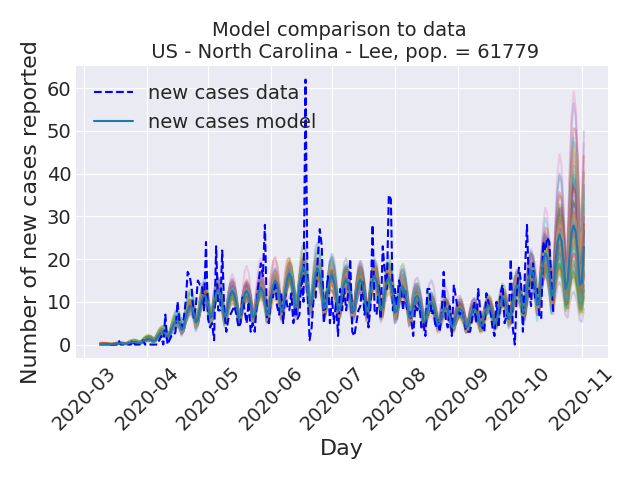 Model comparison to data
US - North Carolina - Lee, pop. = 61779
Number of new cases reported
60
50
40
30
20
10
0
new cases data
new cases model
2020-03
2020-04
2020-05
2020-06
2020-07
2020-08
2020-09
2020-10
2020-11
Day